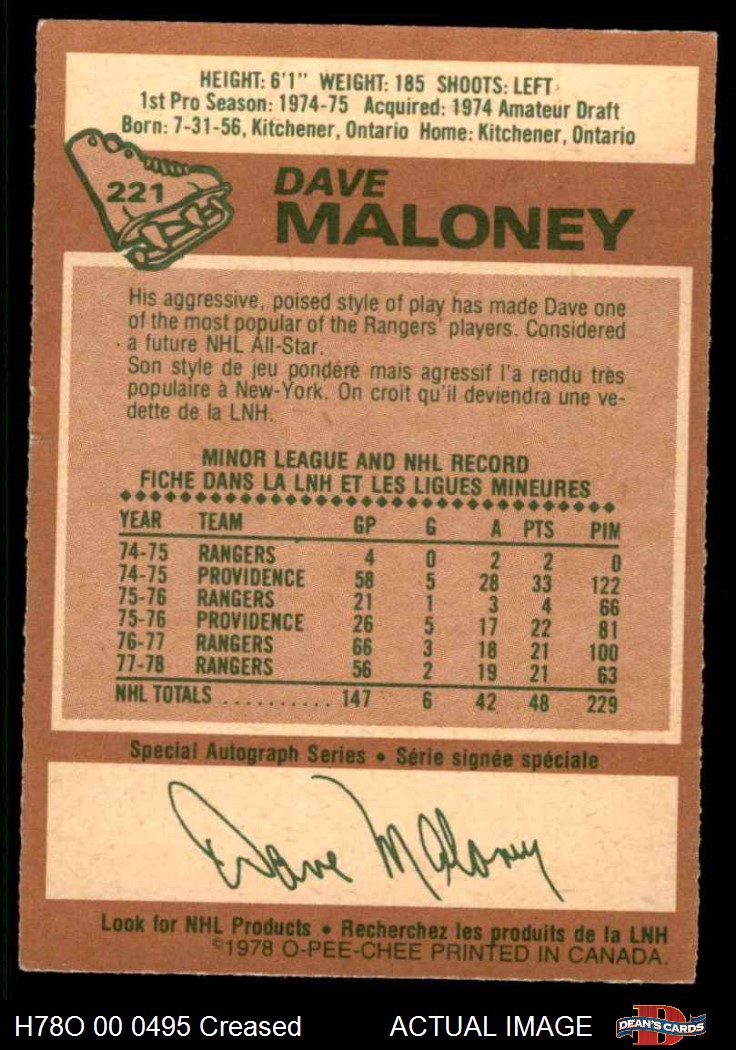 HEIGHT: 6'1" WEIGHT: 185 SHOOTS: LEFT
1st Pro Season: 1974-75 Acquired: 1974 Amateur Draft
Born: 7-31-56, Kitchener, Ontario Home: Kitchener, Ontario
221
DAVE
MALONEY
His aggressive, poised style of play has made Dave one
of the most popular of the Rangers' players. Considered
a future NHL All-Star.
Son style de jeu pondéré mais agressif l'a rendu très
populaire à New-York. On croit qu'il deviendra une ve-
dette de la LNH.
MINOR LEAGUE AND NHL RECORD
FICHE DANS LA LNH ET LES LIGUES MINEURES
YEAR TEAM GP G A PTS PIM
74-75 RANGERS 4 0 2 2 0
74-75 PROVIDENCE 58 5 28 33 122
75-76 RANGERS 21 1 3 4 66
75-76 PROVIDENCE 26 5 17 22 81
76-77 RANGERS 66 3 18 21 100
77-78 RANGERS 56 2 19 21 63
NHL TOTALS .......... 147 6 42 48 229
Special Autograph Series • Série signée spéciale
Dave Maloney
Look for NHL Products • Recherchez les produits de la LNH
©1978 O-PEE-CHEE PRINTED IN CANADA.
H78O 00 0495 Creased ACTUAL IMAGE
D
DEAN'S CARDS